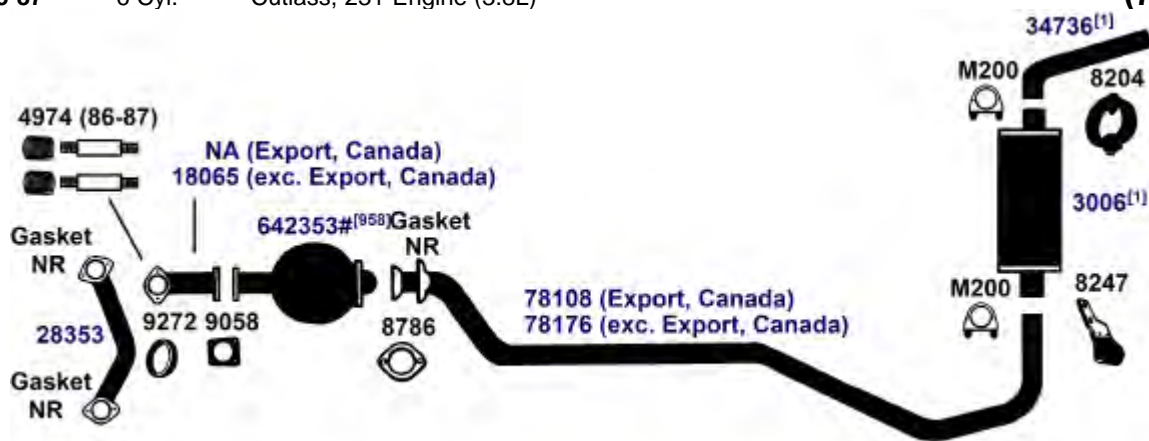 6 Cyl. Cutlass, 231 Engine (3.8L)
34736[1]
M200
8204
4974 (86-87)
NA (Export, Canada)
18065 (exc. Export, Canada)
3006[1]
642353#[958]
Gasket
NR
Gasket
NR
M200
8247
78108 (Export, Canada)
78176 (exc. Export, Canada)
28353
9272
9058
8786
Gasket
NR